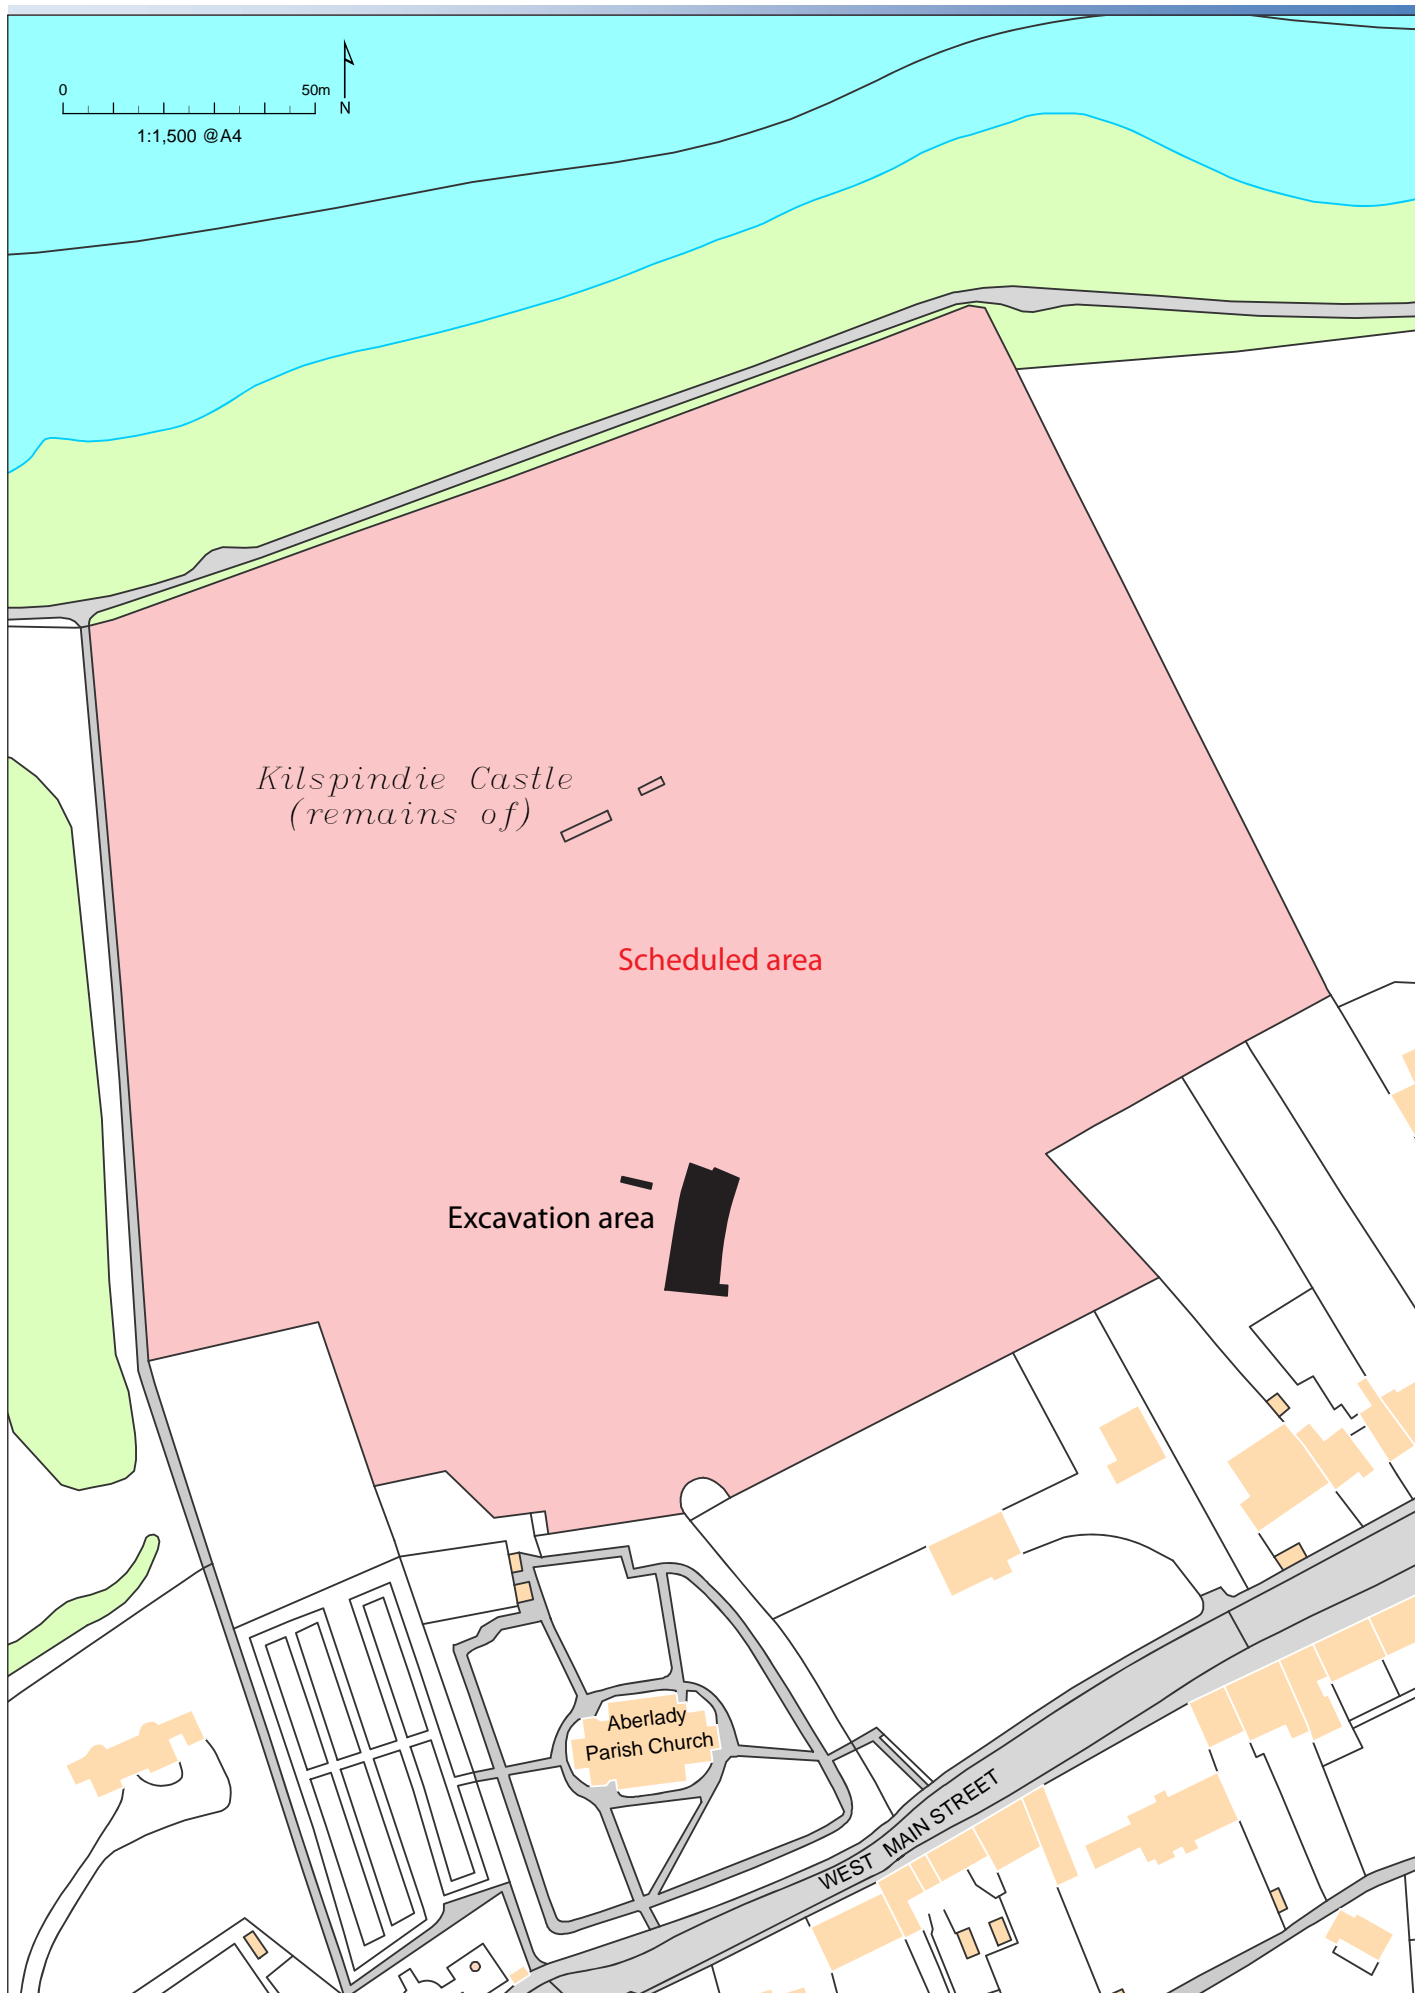 0 50m
N
1:1,500 @A4
Kilspindie Castle
(remains of)
Scheduled area
Excavation area
Aberlady
Parish Church
WEST MAIN STREET